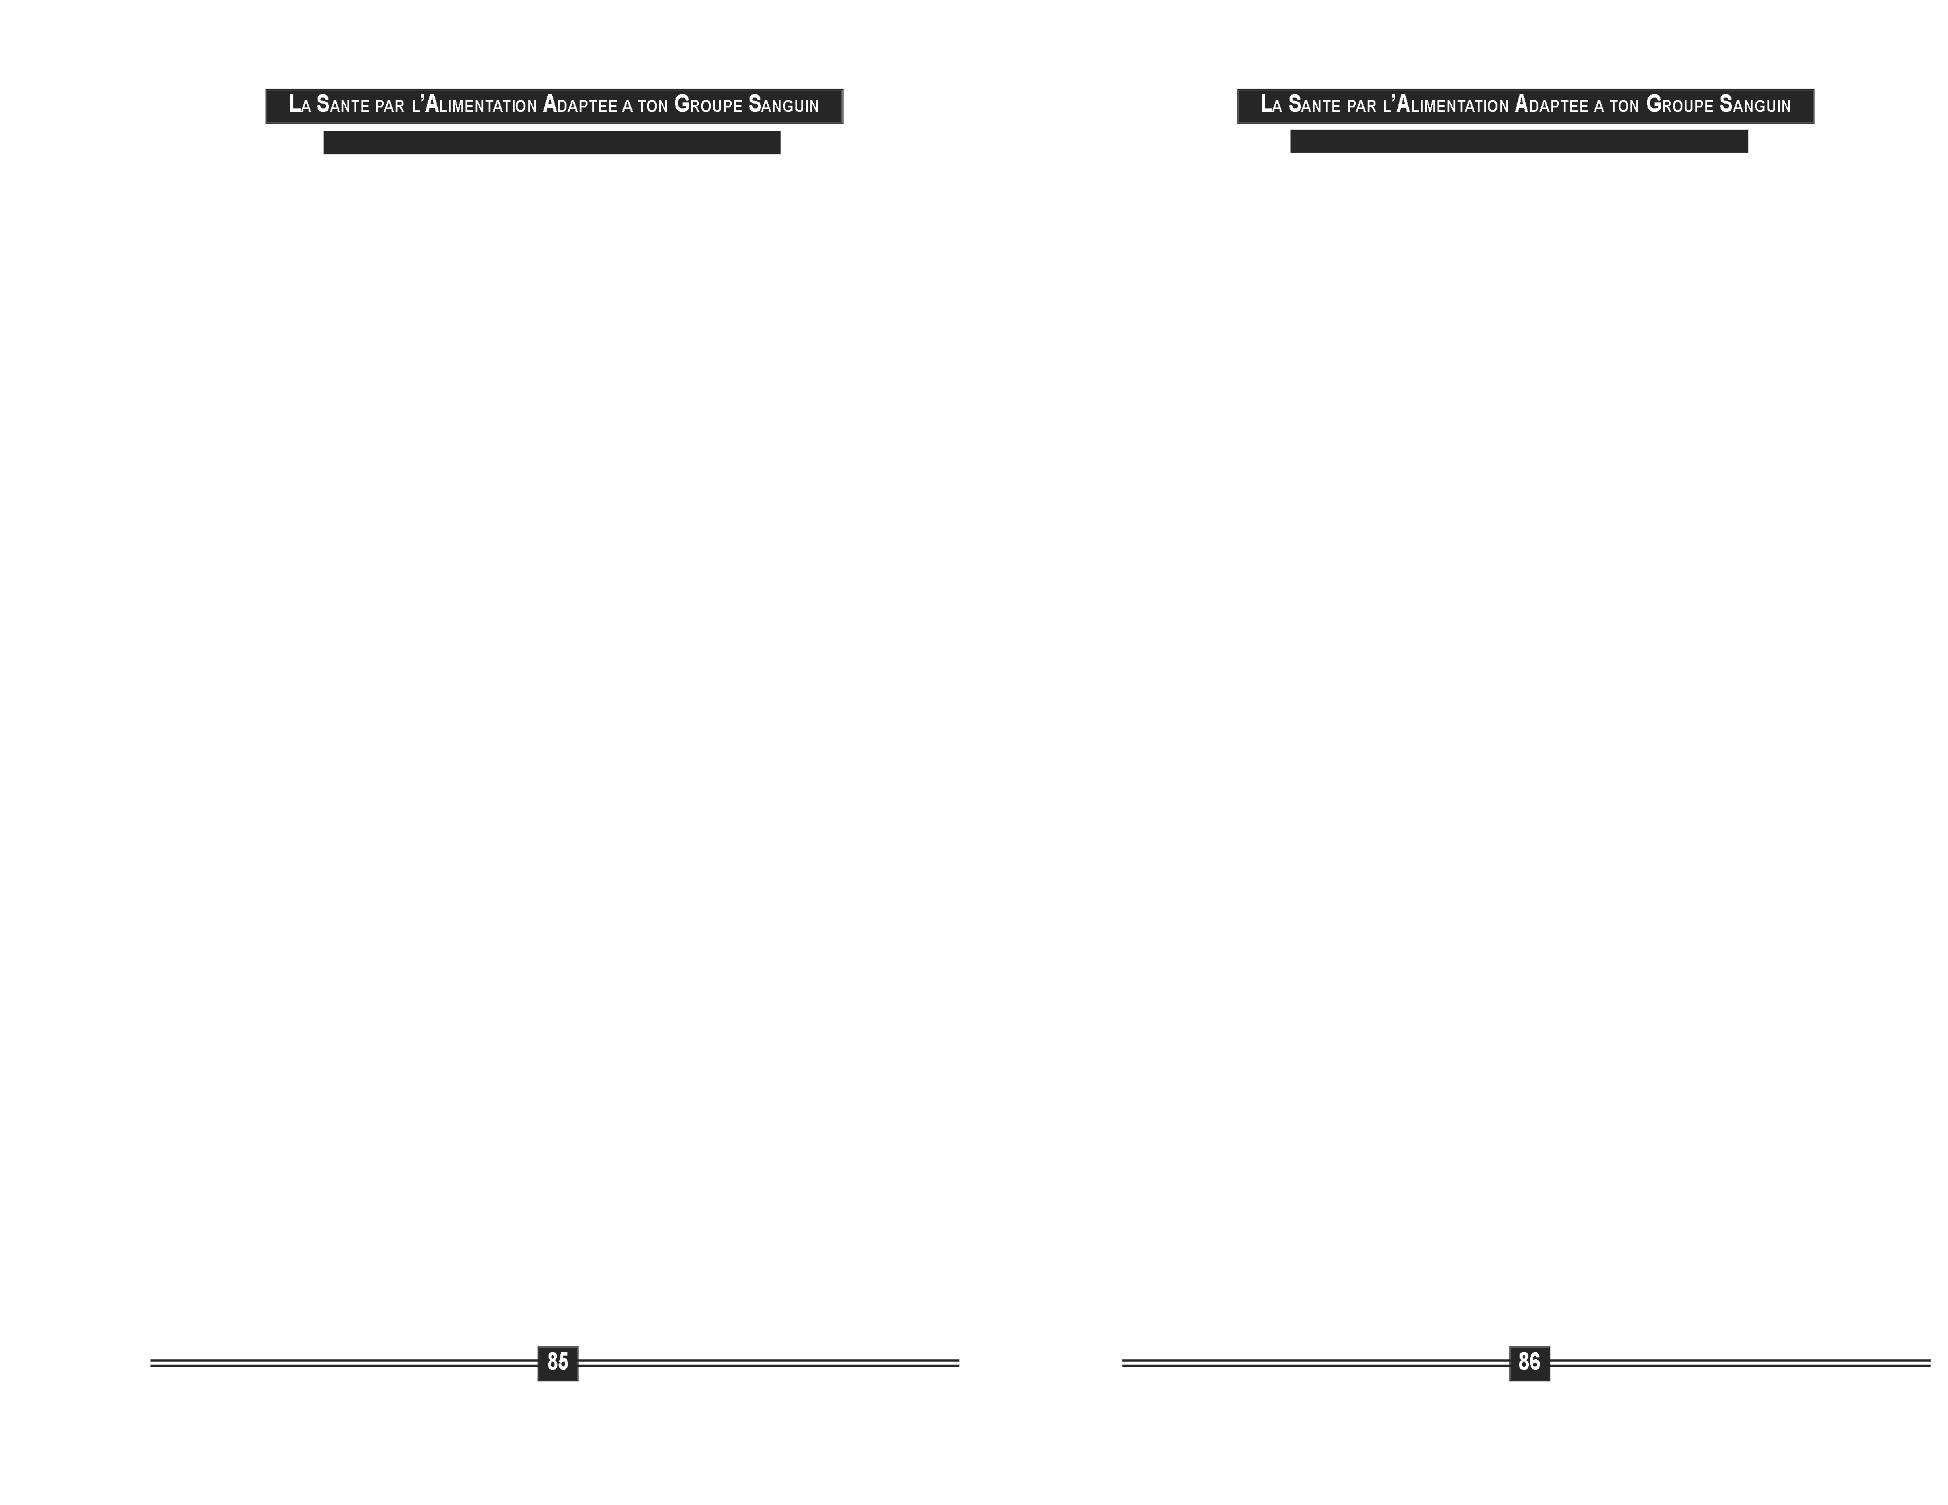 LA SANTE PAR L’ALIMENTATION ADAPTEE A TON GROUPE SANGUIN
85
LA SANTE PAR L’ALIMENTATION ADAPTEE A TON GROUPE SANGUIN
86